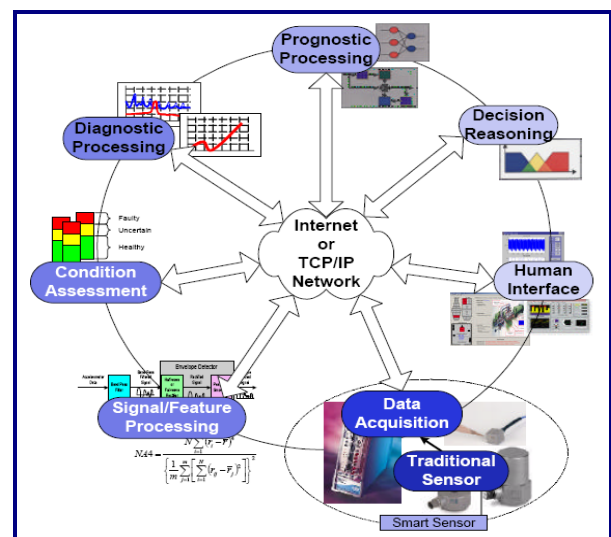 Prognostic
Processing
Diagnostic
Processing
Decision
Reasoning
Internet
or
TCP/IP
Network
Faulty
Uncertain
Healthy
Condition
Assessment
Human
Interface
Envelope Detector
Signal/Feature
Processing
Data
Acquisition
Traditional
Sensor
Smart Sensor